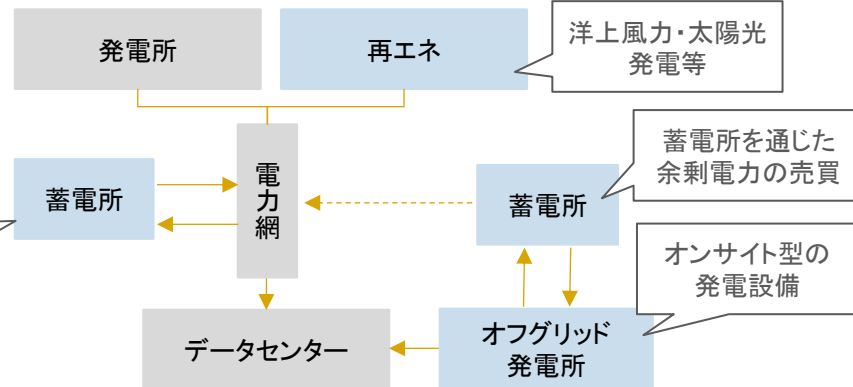 発電所
再エネ
洋上風力・太陽光
発電等
蓄電所を通じた
余剰電力の売買
蓄電所
電力網
蓄電所
オンサイト型の
発電設備
データセンター
オフグリッド
発電所